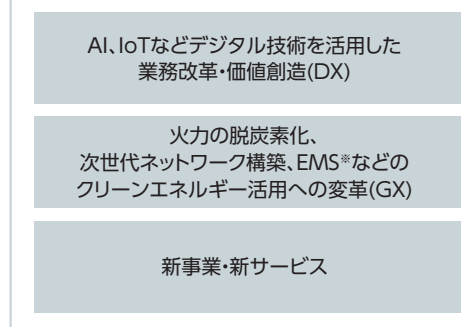 AI、IoTなどデジタル技術を活用した
業務改革・価値創造(DX)
火力の脱炭素化、
次世代ネットワーク構築、EMS※などの
クリーンエネルギー活用への変革(GX)
新事業・新サービス